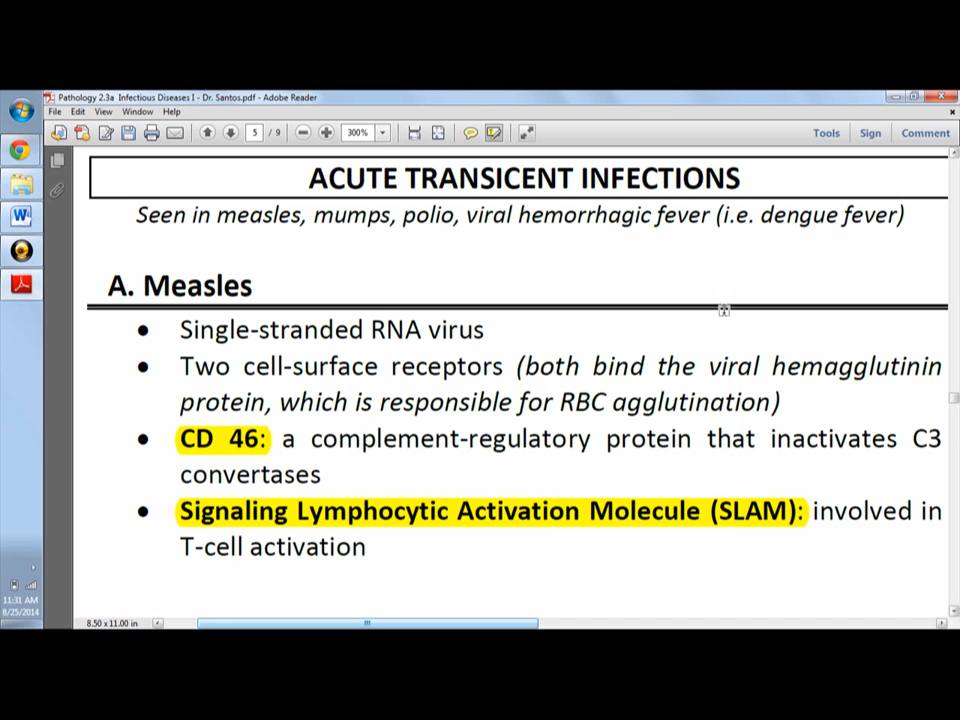 Pathology 2.3a Infectious Diseases I - Dr. Santos.pdf - Adobe Reader
File Edit View Window Help
5 / 9 300% Tools Sign Comment
ACUTE TRANSICENT INFECTIONS
Seen in measles, mumps, polio, viral hemorrhagic fever (i.e. dengue fever)
A. Measles
• Single-stranded RNA virus
• Two cell-surface receptors (both bind the viral hemagglutinin
protein, which is responsible for RBC agglutination)
• CD 46: a complement-regulatory protein that inactivates C3
convertases
• Signaling Lymphocytic Activation Molecule (SLAM): involved in
T-cell activation
11:31 AM
8/25/2014
8.50 x 11.00 in